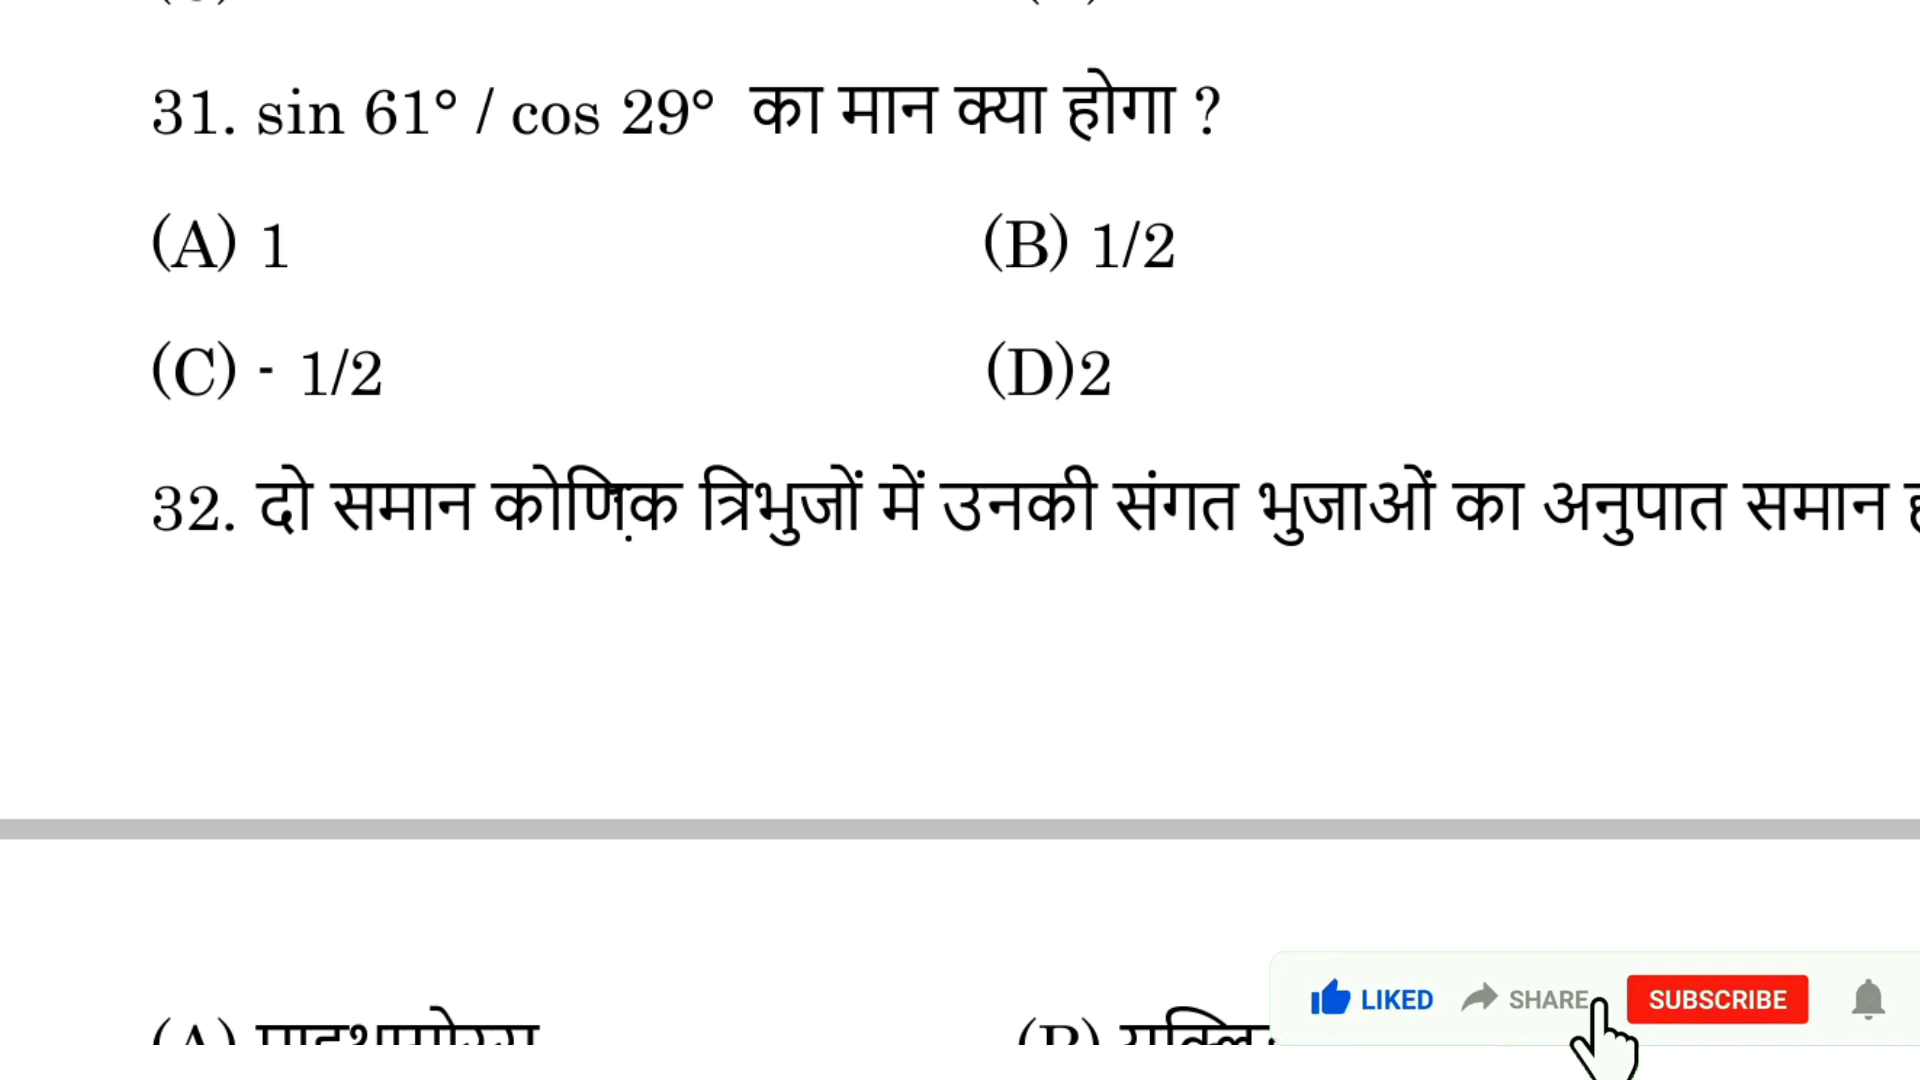 31. sin 61° / cos 29° का मान क्या होगा ?
(A) 1 (B) 1/2
(C) - 1/2 (D)2
32. दो समान कोणिक़ त्रिभुजों में उनकी संगत भुजाओं का अनुपात समान
(A) (B)
LIKED SHARE SUBSCRIBE